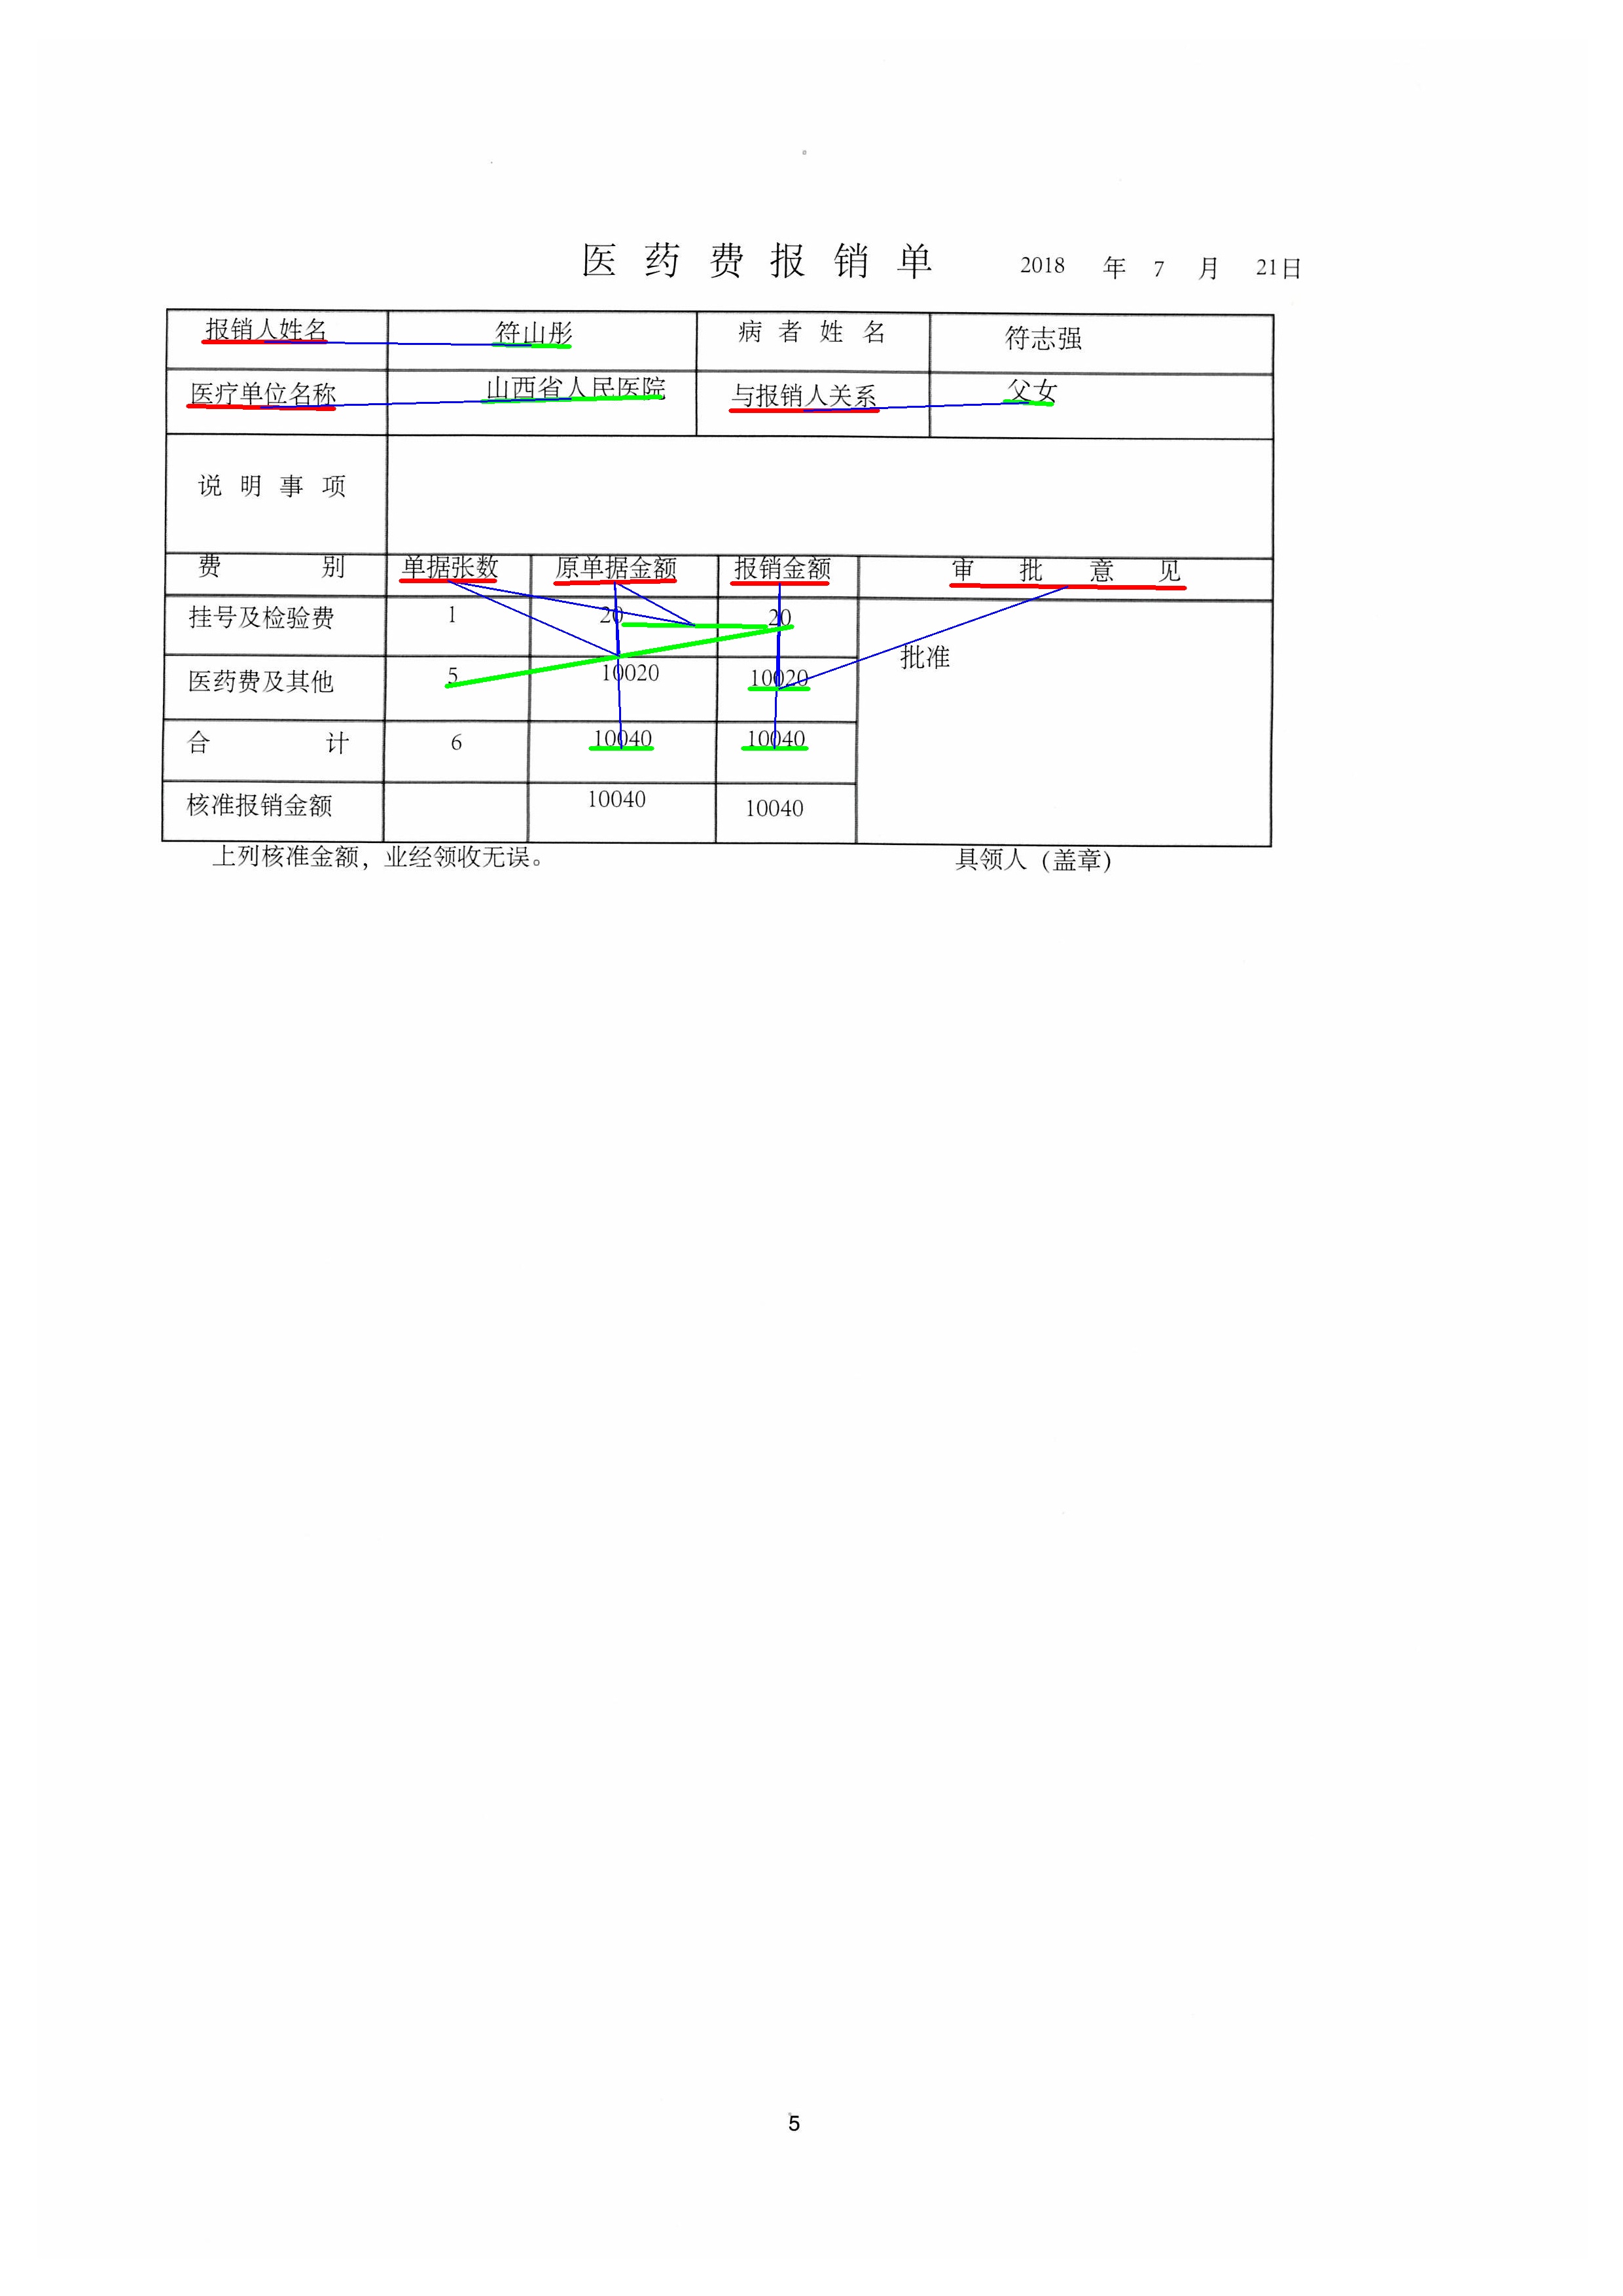 医药费报销单 2018 年 7 月 21日
报销人姓名 符山彤 病者姓名 符志强
医疗单位名称 山西省人民医院 与报销人关系 父女
说明事项
费别 单据张数 原单据金额 报销金额 审批意见
挂号及检验费 1 20 20
批准
医药费及其他 5 10020 10020
合计 6 10040 10040
核准报销金额 10040 10040
上列核准金额，业经领收无误。 具领人（盖章）
5